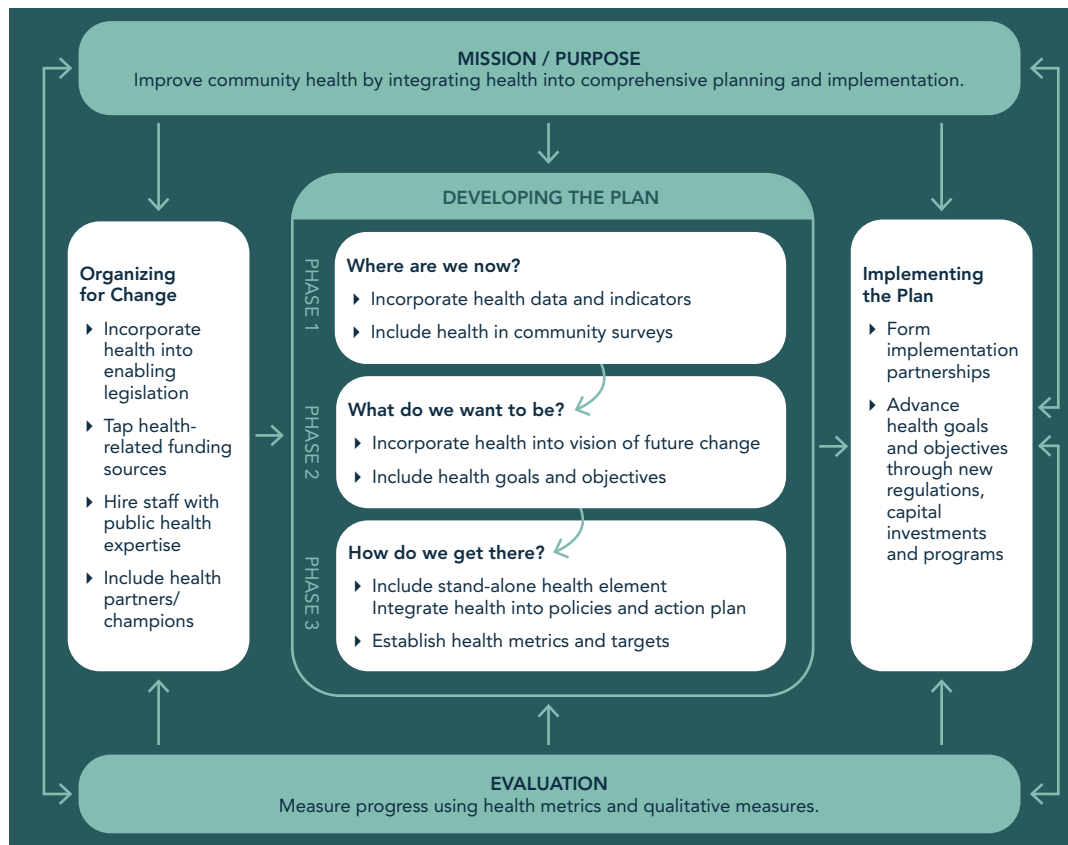 MISSION / PURPOSE
Improve community health by integrating health into comprehensive planning and implementation.
Organizing
for Change
Incorporate
health into
enabling
legislation
Tap health-
related funding
sources
Hire staff with
public health
expertise
Include health
partners/
champions
DEVELOPING THE PLAN
PHASE 1
Where are we now?
Incorporate health data and indicators
Include health in community surveys
PHASE 2
What do we want to be?
Incorporate health into vision of future change
Include health goals and objectives
PHASE 3
How do we get there?
Include stand-alone health element
Integrate health into policies and action plan
Establish health metrics and targets
Implementing
the Plan
Form
implementation
partnerships
Advance
health goals
and objectives
through new
regulations,
capital
investments
and programs
EVALUATION
Measure progress using health metrics and qualitative measures.